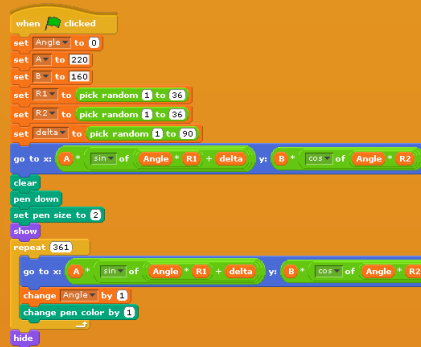 when clicked
set Angle to 0
set A to 220
set B to 160
set R1 to pick random 1 to 36
set R2 to pick random 1 to 36
set delta to pick random 1 to 90
go to x: A * sin of Angle * R1 + delta y: B * cos of Angle * R2
clear
pen down
set pen size to 2
show
repeat 361
go to x: A * sin of Angle * R1 + delta y: B * cos of Angle * R2
change Angle by 1
change pen color by 1
hide